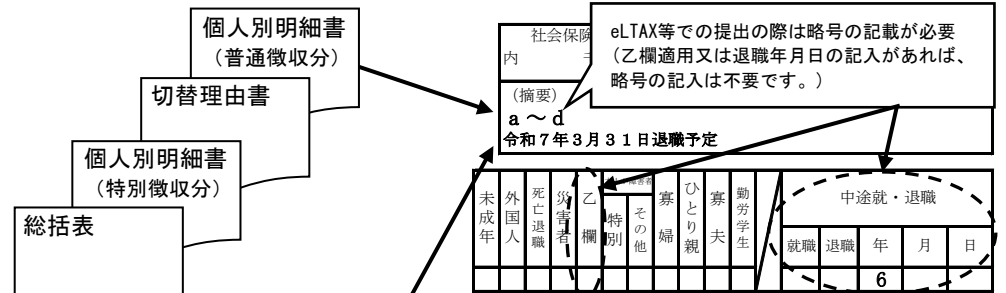 個人別明細書
（普通徴収分）
切替理由書
個人別明細書
（特別徴収分）
総括表
社会保険
内
eLTAX等での提出の際は略号の記載が必要
（乙欄適用又は退職年月日の記入があれば、
略号の記入は不要です。）
（摘要）
a～d
令和7年3月31日退職予定
未成年
外国人
死亡退職
災害者
乙欄
特別
その他
寡婦
ひとり親
寡夫
勤労学生
中途就・退職
就職 退職 年 月 日
6